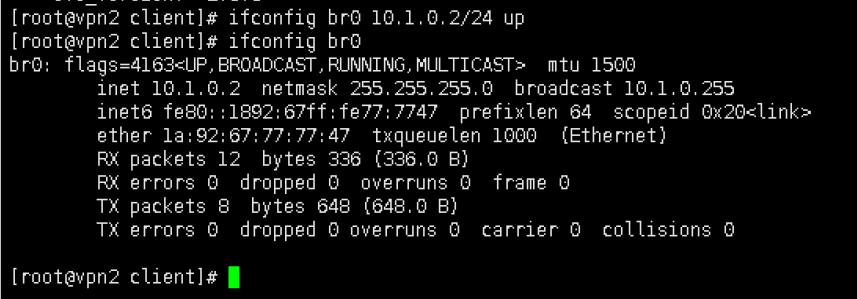 [root@vpn2 client]# ifconfig br0 10.1.0.2/24 up
[root@vpn2 client]# ifconfig br0
br0: flags=4163<UP,BROADCAST,RUNNING,MULTICAST>  mtu 1500
        inet 10.1.0.2  netmask 255.255.255.0  broadcast 10.1.0.255
        inet6 fe80::1892:67ff:fe77:7747  prefixlen 64  scopeid 0x20<link>
        ether 1a:92:67:77:77:47  txqueuelen 1000  (Ethernet)
        RX packets 12  bytes 336 (336.0 B)
        RX errors 0  dropped 0  overruns 0  frame 0
        TX packets 8  bytes 648 (648.0 B)
        TX errors 0  dropped 0 overruns 0  carrier 0  collisions 0
[root@vpn2 client]#